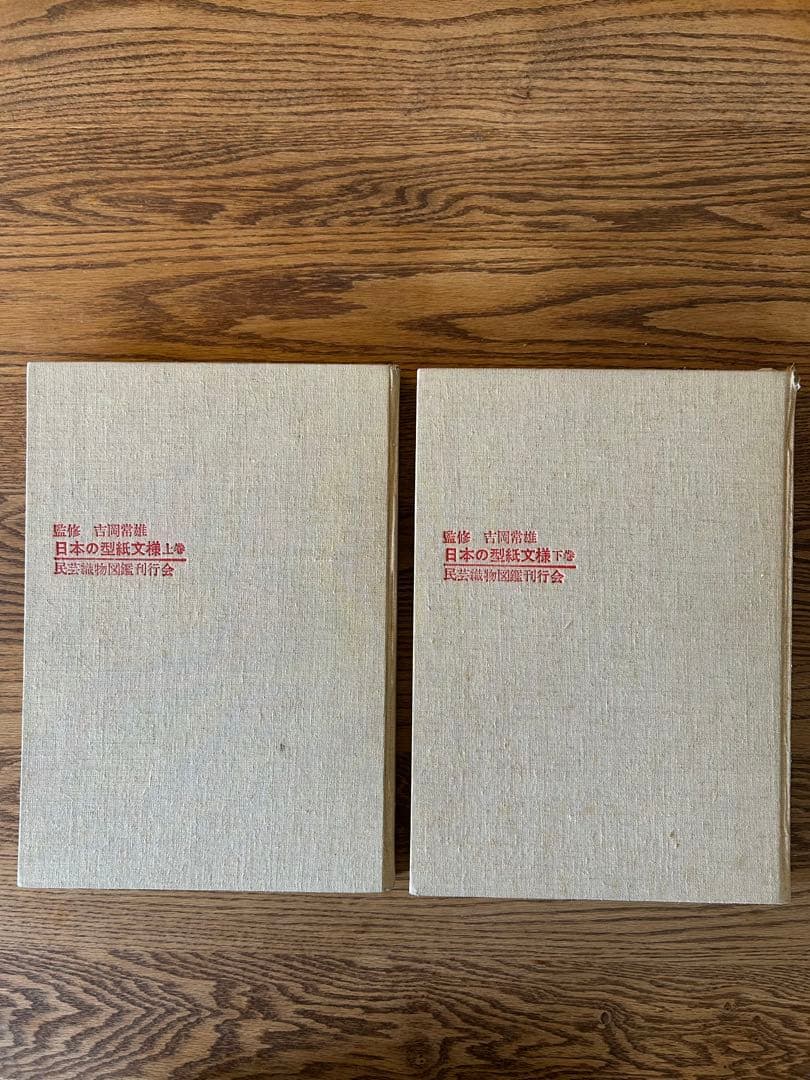 監修 吉岡常雄
日本の型紙文様上巻
民芸織物図鑑刊行会
監修 吉岡常雄
日本の型紙文様下巻
民芸織物図鑑刊行会